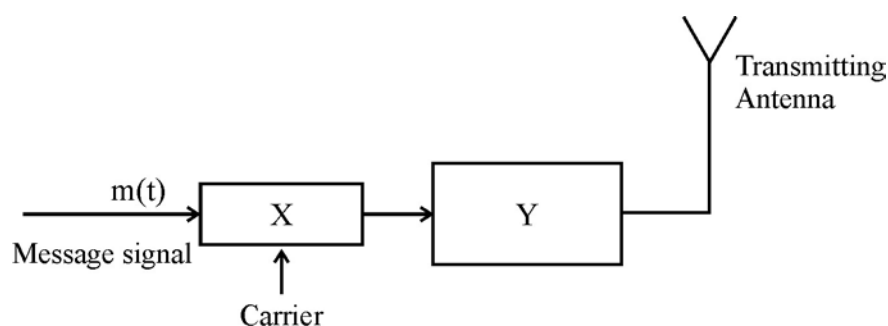 Transmitting
Antenna
m(t)
X
Y
Message signal
Carrier